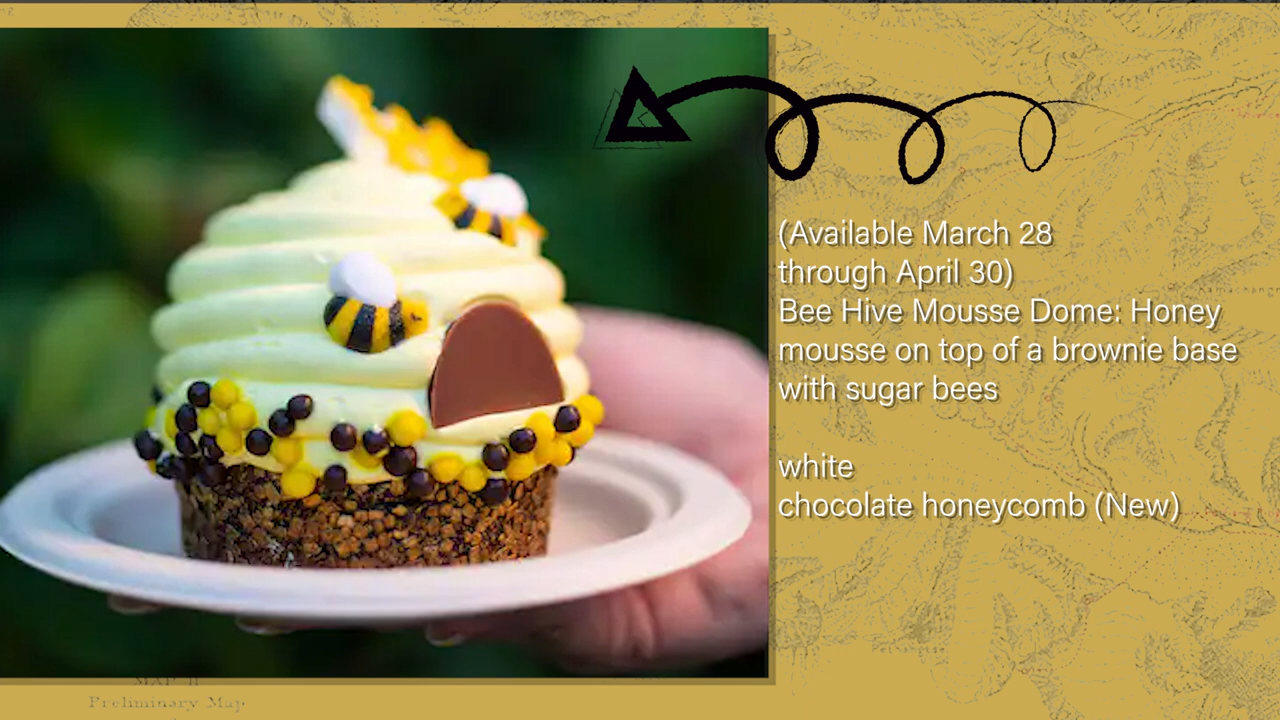 (Available March 28
through April 30)
Bee Hive Mousse Dome: Honey
mousse on top of a brownie base
with sugar bees
white
chocolate honeycomb (New)
MAP B
Preliminary Map